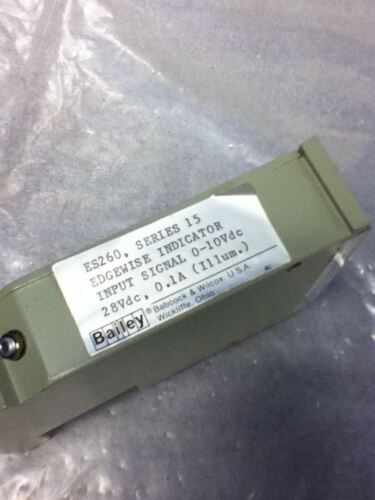 ES260, SERIES 15
EDGEWISE INDICATOR
INPUT SIGNAL 0-10Vdc
28Vdc, 0.1A (Illum.)
Bailey® Babcock & Wilcox U.S.A
Wickliffe, Ohio